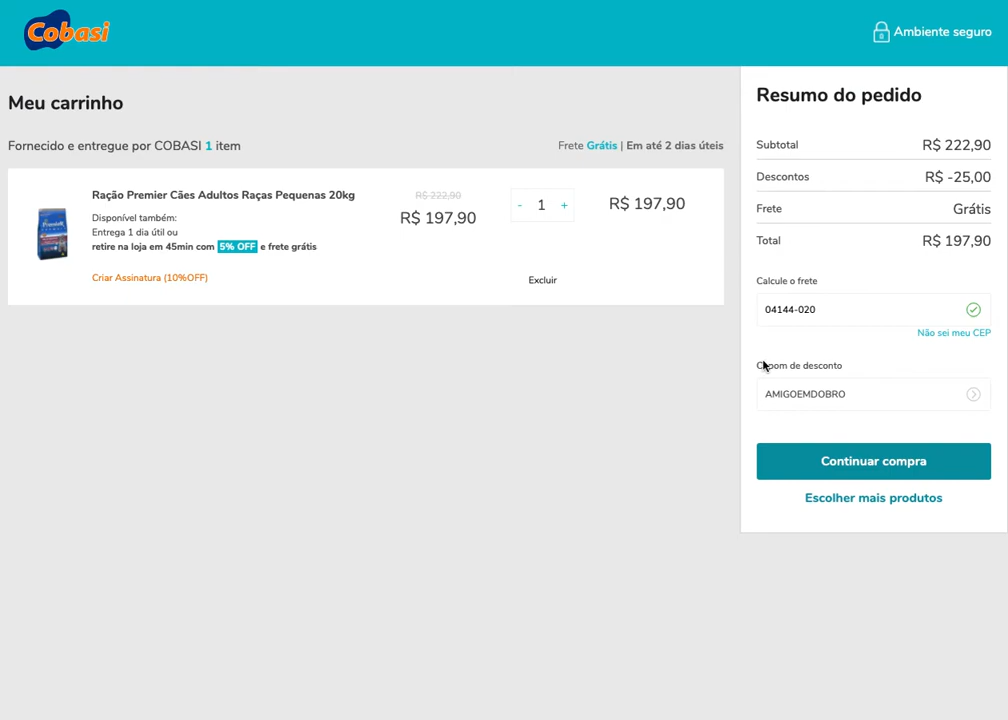 Cobasi
Ambiente seguro
Meu carrinho
Fornecido e entregue por COBASI 1 item
Frete Grátis | Em até 2 dias úteis
Ração Premier Cães Adultos Raças Pequenas 20kg
Disponível também:
Entrega 1 dia útil ou
retire na loja em 45min com 5% OFF e frete grátis
Criar Assinatura (10%OFF)
R$ 222,90
R$ 197,90
- 1 +
Excluir
R$ 197,90
Resumo do pedido
Subtotal R$ 222,90
Descontos R$ -25,00
Frete Grátis
Total R$ 197,90
Calcule o frete
04144-020
Não sei meu CEP
Cupom de desconto
AMIGOEMDOBRO
Continuar compra
Escolher mais produtos